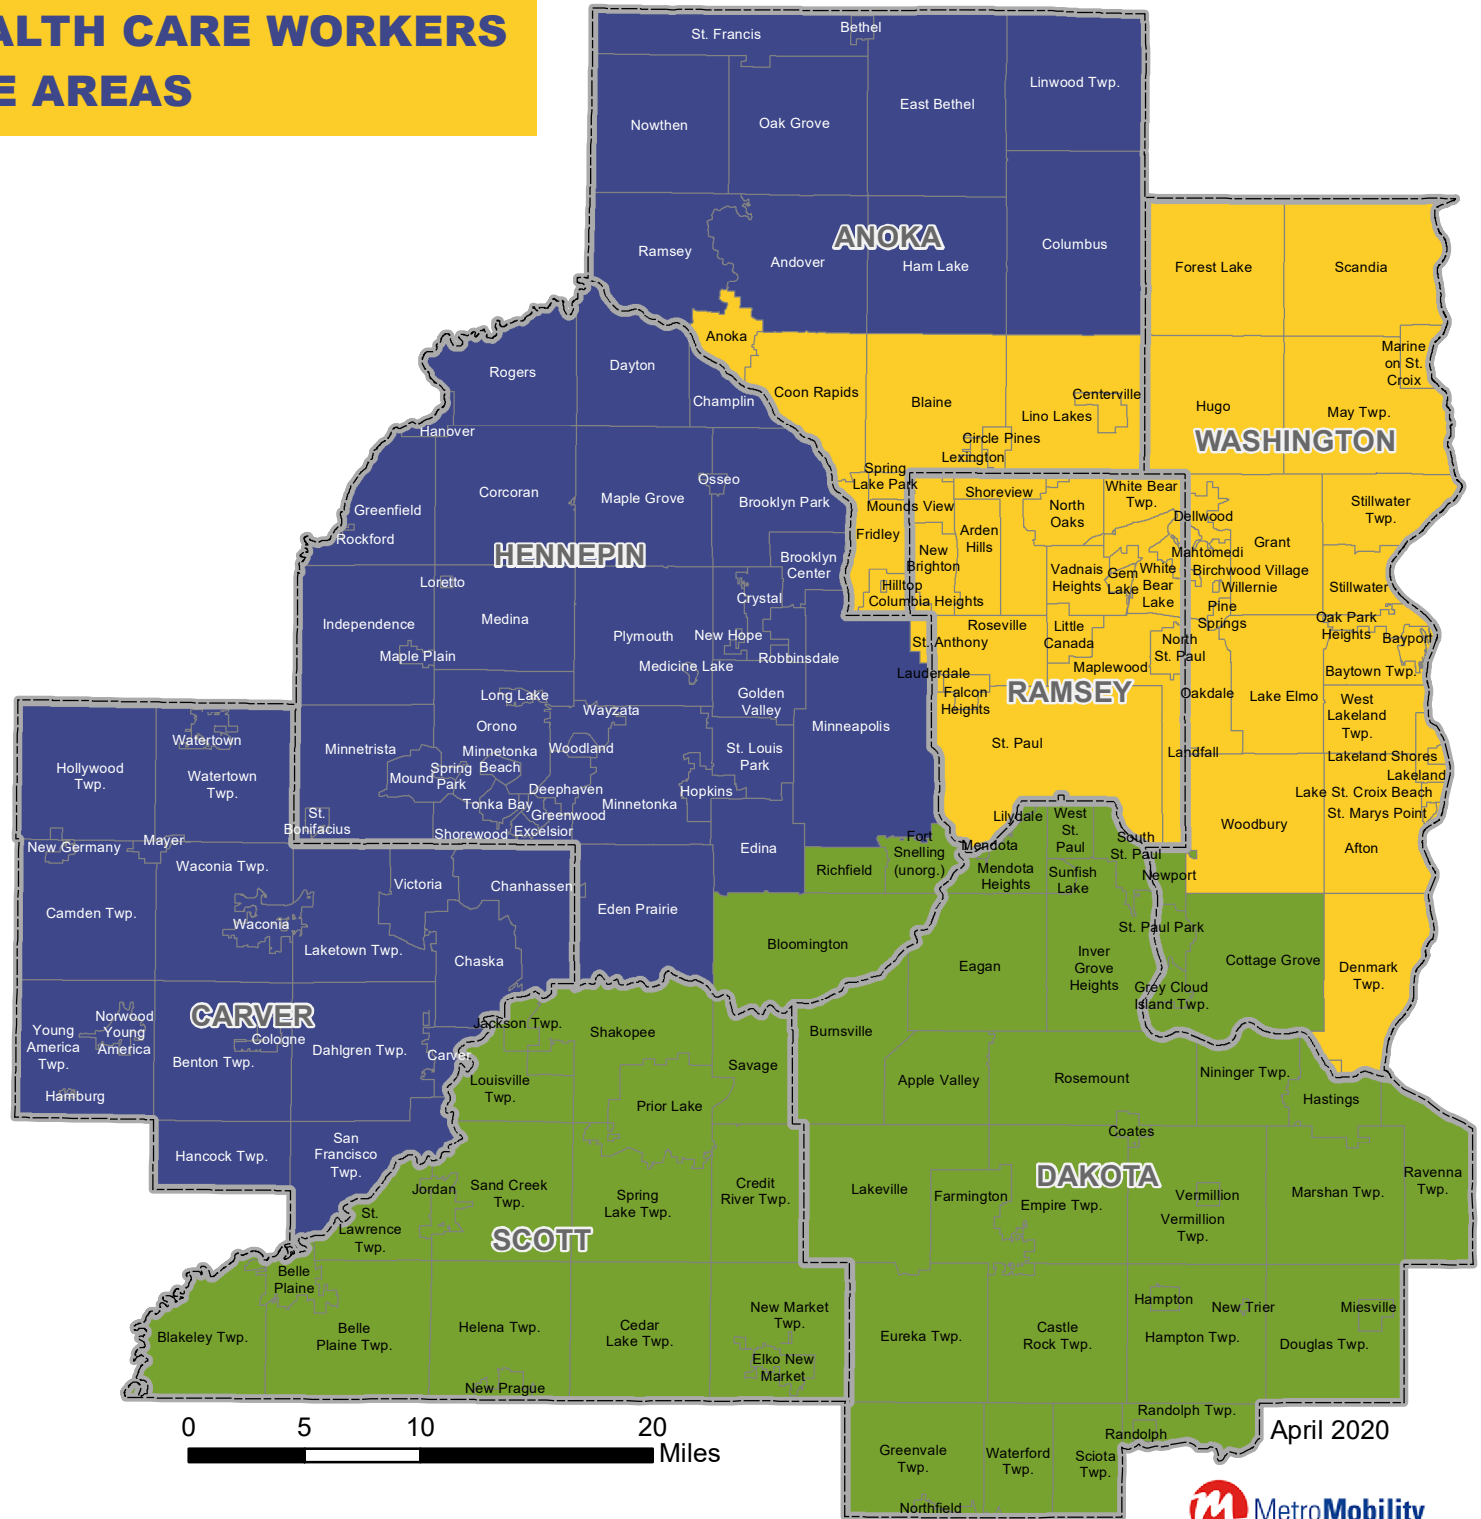 ALTH CARE WORKERS
E AREAS
St. Francis
Bethel
Linwood Twp.
Nowthen
Oak Grove
East Bethel
ANOKA
Ramsey
Andover
Ham Lake
Columbus
Forest Lake
Scandia
Anoka
Rogers
Dayton
Champlin
Coon Rapids
Blaine
Centerville
Lino Lakes
Circle Pines
Lexington
Marine
on St.
Croix
Hugo
May Twp.
WASHINGTON
Hanover
Corcoran
Maple Grove
Osseo
Brooklyn Park
Greenfield
Rockford
HENNEPIN
Brooklyn
Center
Spring
Lake Park
Mounds View
Fridley
Shoreview
Arden
Hills
New
Brighton
Hilltop
Columbia Heights
North
Oaks
White Bear
Twp.
Vadnais
Heights
Gem
Lake
White
Bear
Lake
Dellwood
Mahtomedi
Birchwood Village
Willernie
Grant
Pine
Springs
Stillwater
Twp.
Stillwater
Oak Park
Heights
Bayport
Baytown Twp.
Loretto
Crystal
Independence
Medina
Plymouth
New Hope
Robbinsdale
Maple Plain
Medicine Lake
Long Lake
Golden
Valley
St. Anthony
Roseville
Little
Canada
North
St. Paul
Maplewood
Lauderdale
Falcon
Heights
RAMSEY
Oakdale
Lake Elmo
West
Lakeland
Twp.
St. Paul
Landfall
Lakeland Shores
Lakeland
Lake St. Croix Beach
St. Marys Point
Woodbury
Afton
Orono
Wayzata
Minneapolis
Minnetrista
Minnetonka
Beach
Woodland
St. Louis
Park
Mound
Spring
Park
Deephaven
Hopkins
Tonka Bay
Greenwood
Minnetonka
St.
Bonifacius
Shorewood
Excelsior
Edina
Watertown
Hollywood
Twp.
Watertown
Twp.
New Germany
Mayer
Waconia Twp.
Victoria
Chanhassen
Camden Twp.
Waconia
Laketown Twp.
Chaska
Eden Prairie
Richfield
Fort
Snelling
(unorg.)
Bloomington
Lilydale
West
St.
Paul
South
St. Paul
Mendota
Mendota
Heights
Sunfish
Lake
Newport
St. Paul Park
Eagan
Inver
Grove
Heights
Grey Cloud
Island Twp.
Cottage Grove
Denmark
Twp.
CARVER
Norwood
Young
America
Young
America
Twp.
Cologne
Benton Twp.
Dahlgren Twp.
Carver
Hamburg
Hancock Twp.
San
Francisco
Twp.
Jackson Twp.
Shakopee
Savage
Louisville
Twp.
Prior Lake
Burnsville
Apple Valley
Rosemount
Nininger Twp.
Hastings
Coates
Jordan
Sand Creek
Twp.
Spring
Lake Twp.
Credit
River Twp.
St.
Lawrence
Twp.
SCOTT
Lakeville
Farmington
DAKOTA
Empire Twp.
Vermillion
Vermillion
Twp.
Marshan Twp.
Ravenna
Twp.
Belle
Plaine
Blakeley Twp.
Belle
Plaine Twp.
Helena Twp.
Cedar
Lake Twp.
New Market
Twp.
Elko New
Market
New Prague
Eureka Twp.
Castle
Rock Twp.
Hampton
New Trier
Miesville
Hampton Twp.
Douglas Twp.
Randolph Twp.
Randolph
Greenvale
Twp.
Waterford
Twp.
Sciota
Twp.
Northfield
0 5 10 20
Miles
April 2020
m MetroMobility